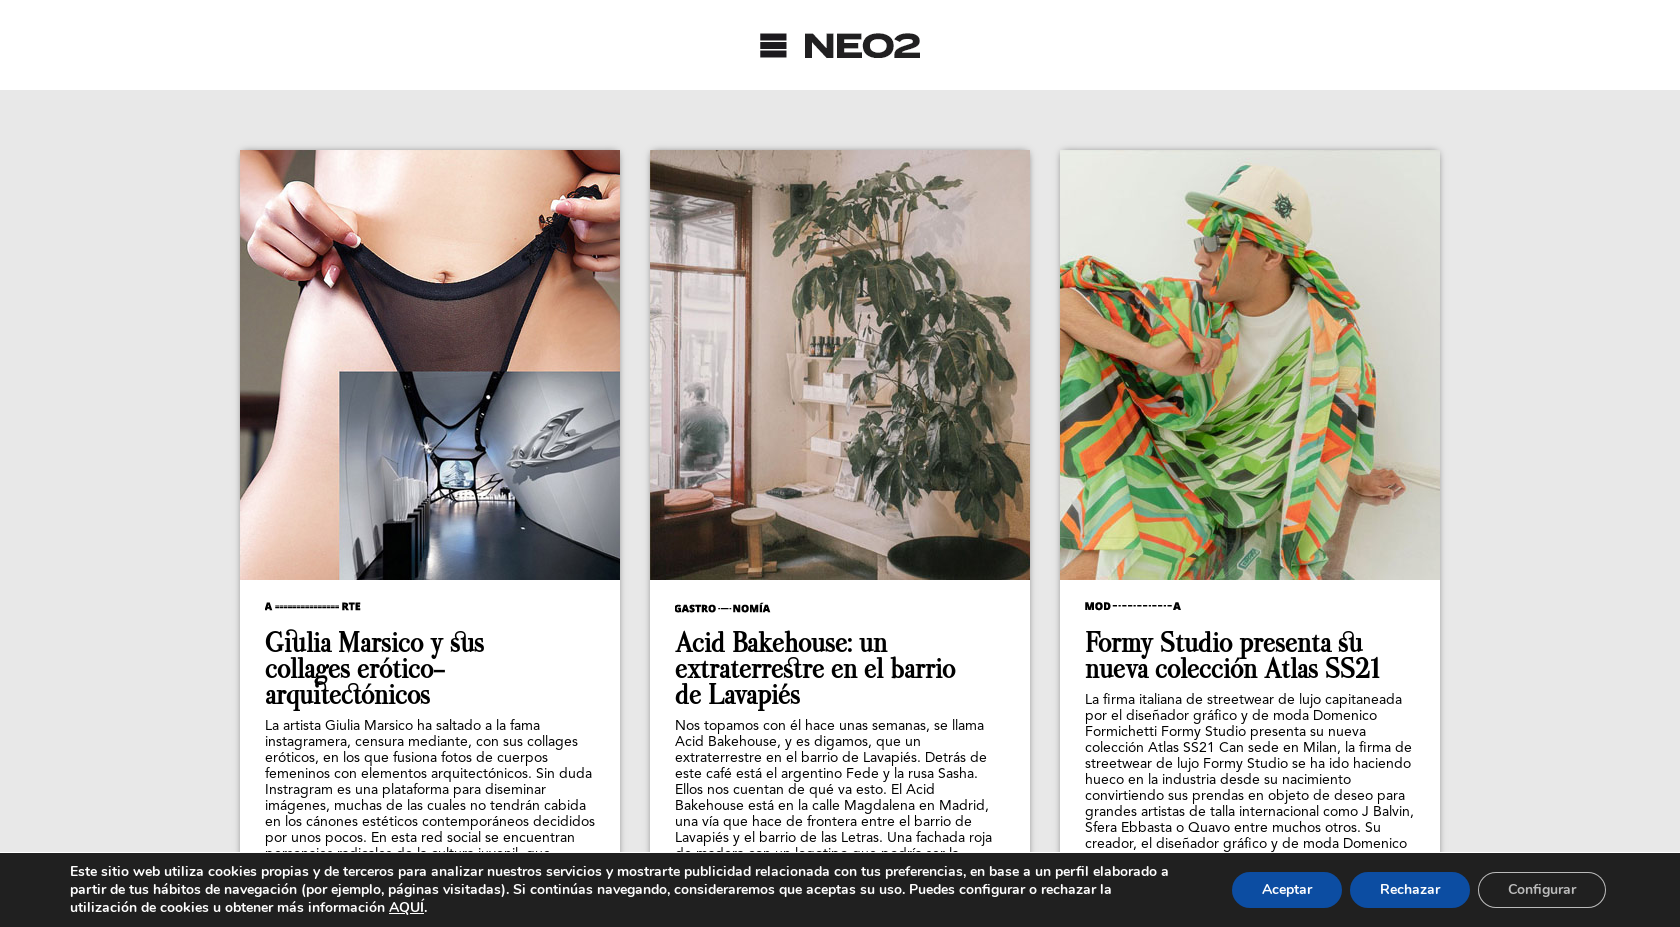 NEO2
A --------------- RTE
Giulia Marsico y sus
collages erótico-
arquitectónicos
La artista Giulia Marsico ha saltado a la fama
instagramera, censura mediante, con sus collages
eróticos, en los que fusiona fotos de cuerpos
femeninos con elementos arquitectónicos. Sin duda
Instragram es una plataforma para diseminar
imágenes, muchas de las cuales no tendrán cabida
en los cánones estéticos contemporáneos decididos
por unos pocos. En esta red social se encuentran
GASTRO ·—· NOMÍA
Acid Bakehouse: un
extraterrestre en el barrio
de Lavapiés
Nos topamos con él hace unas semanas, se llama
Acid Bakehouse, y es digamos, que un
extraterrestre en el barrio de Lavapiés. Detrás de
este café está el argentino Fede y la rusa Sasha.
Ellos nos cuentan de qué va esto. El Acid
Bakehouse está en la calle Magdalena en Madrid,
una vía que hace de frontera entre el barrio de
Lavapiés y el barrio de las Letras. Una fachada roja
MOD--·--·--·--·--A
Formy Studio presenta su
nueva colección Atlas SS21
La firma italiana de streetwear de lujo capitaneada
por el diseñador gráfico y de moda Domenico
Formichetti Formy Studio presenta su nueva
colección Atlas SS21 Can sede en Milan, la firma de
streetwear de lujo Formy Studio se ha ido haciendo
hueco en la industria desde su nacimiento
convirtiendo sus prendas en objeto de deseo para
grandes artistas de talla internacional como J Balvin,
Sfera Ebbasta o Quavo entre muchos otros. Su
creador, el diseñador gráfico y de moda Domenico
Este sitio web utiliza cookies propias y de terceros para analizar nuestros servicios y mostrarte publicidad relacionada con tus preferencias, en base a un perfil elaborado a
partir de tus hábitos de navegación (por ejemplo, páginas visitadas). Si continúas navegando, consideraremos que aceptas su uso. Puedes configurar o rechazar la
utilización de cookies u obtener más información AQUÍ.
Aceptar
Rechazar
Configurar